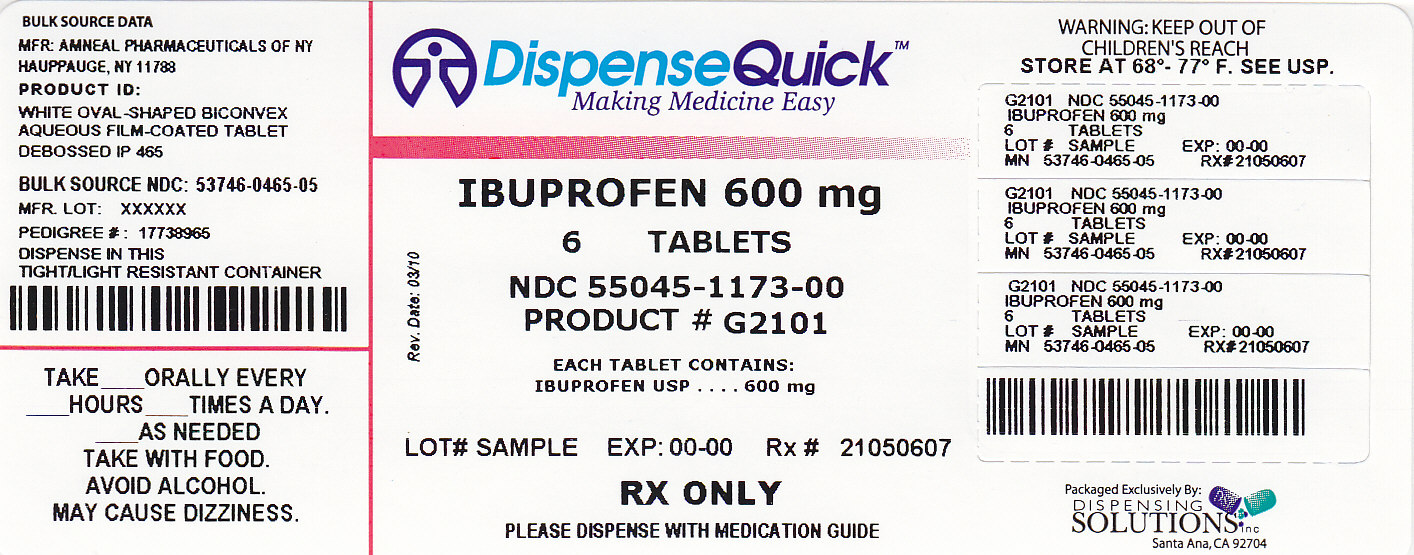 BULK SOURCE DATA
MFR: AMNEAL PHARMACEUTICALS OF NY
HAUPPAUGE, NY 11788
PRODUCT ID:
WHITE OVAL-SHAPED BICONVEX
AQUEOUS FILM-COATED TABLET
DEBOSSED IP 465
BULK SOURCE NDC: 53746-0465-05
MFR. LOT: XXXXXX
PEDIGREE #: 17738965
DISPENSE IN THIS
TIGHT/LIGHT RESISTANT CONTAINER
TAKE___ORALLY EVERY
___HOURS___TIMES A DAY.
___AS NEEDED
TAKE WITH FOOD.
AVOID ALCOHOL.
MAY CAUSE DIZZINESS.
DispenseQuick™
Making Medicine Easy
IBUPROFEN 600 mg
6 TABLETS
NDC 55045-1173-00
PRODUCT # G2101
Rev. Date: 03/10
EACH TABLET CONTAINS:
IBUPROFEN USP .... 600 mg
LOT# SAMPLE EXP: 00-00 Rx # 21050607
RX ONLY
PLEASE DISPENSE WITH MEDICATION GUIDE
WARNING: KEEP OUT OF
CHILDREN'S REACH
STORE AT 68°- 77° F. SEE USP.
G2101 NDC 55045-1173-00
IBUPROFEN 600 mg
6 TABLETS
LOT # SAMPLE EXP: 00-00
MN 53746-0465-05 RX# 21050607
G2101 NDC 55045-1173-00
IBUPROFEN 600 mg
6 TABLETS
LOT # SAMPLE EXP: 00-00
MN 53746-0465-05 RX# 21050607
G2101 NDC 55045-1173-00
IBUPROFEN 600 mg
6 TABLETS
LOT # SAMPLE EXP: 00-00
MN 53746-0465-05 RX# 21050607
Packaged Exclusively By:
DISPENSING
SOLUTIONS inc
Santa Ana, CA 92704